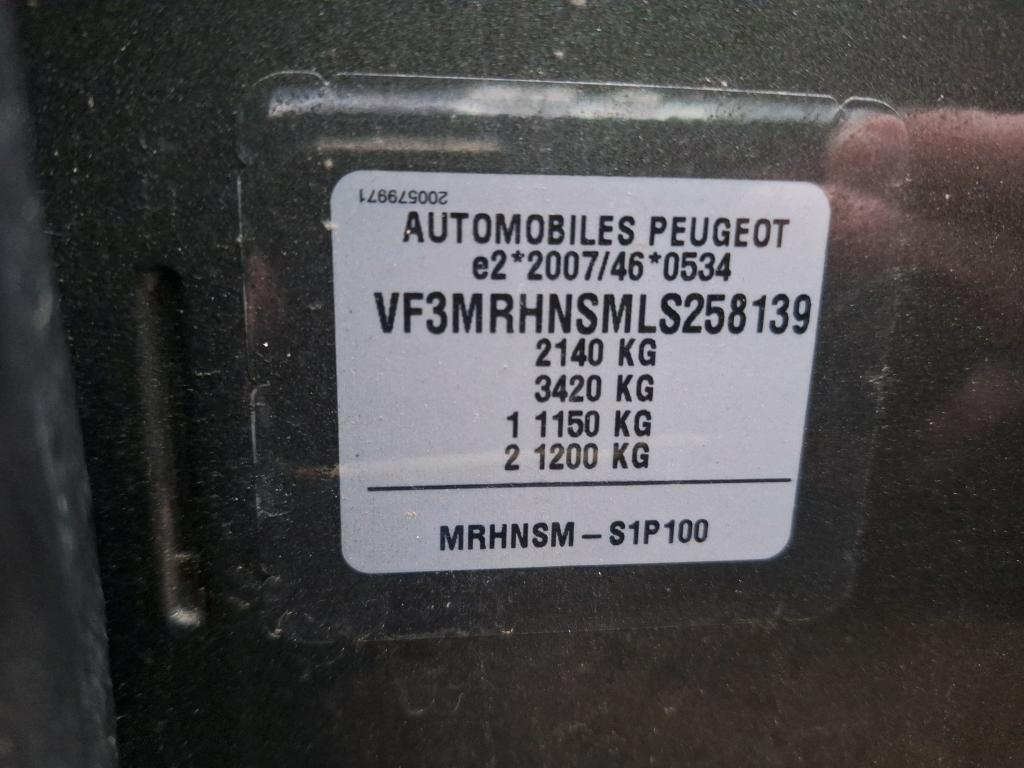 200579971
AUTOMOBILES PEUGEOT
e2*2007/46*0534
VF3MRHNSMLS258139
2140 KG
3420 KG
1 1150 KG
2 1200 KG
MRHNSM – S1P100